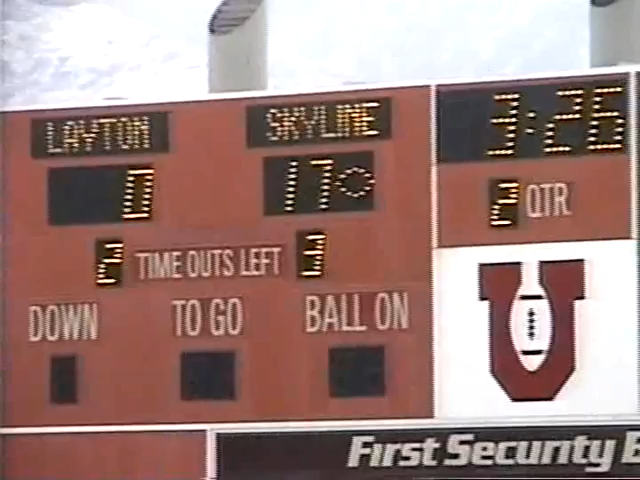 LAYTON SKYLINE 3:26
0 17
2 QTR.
2 TIME OUTS LEFT 3
DOWN TO GO BALL ON
U
First Security B